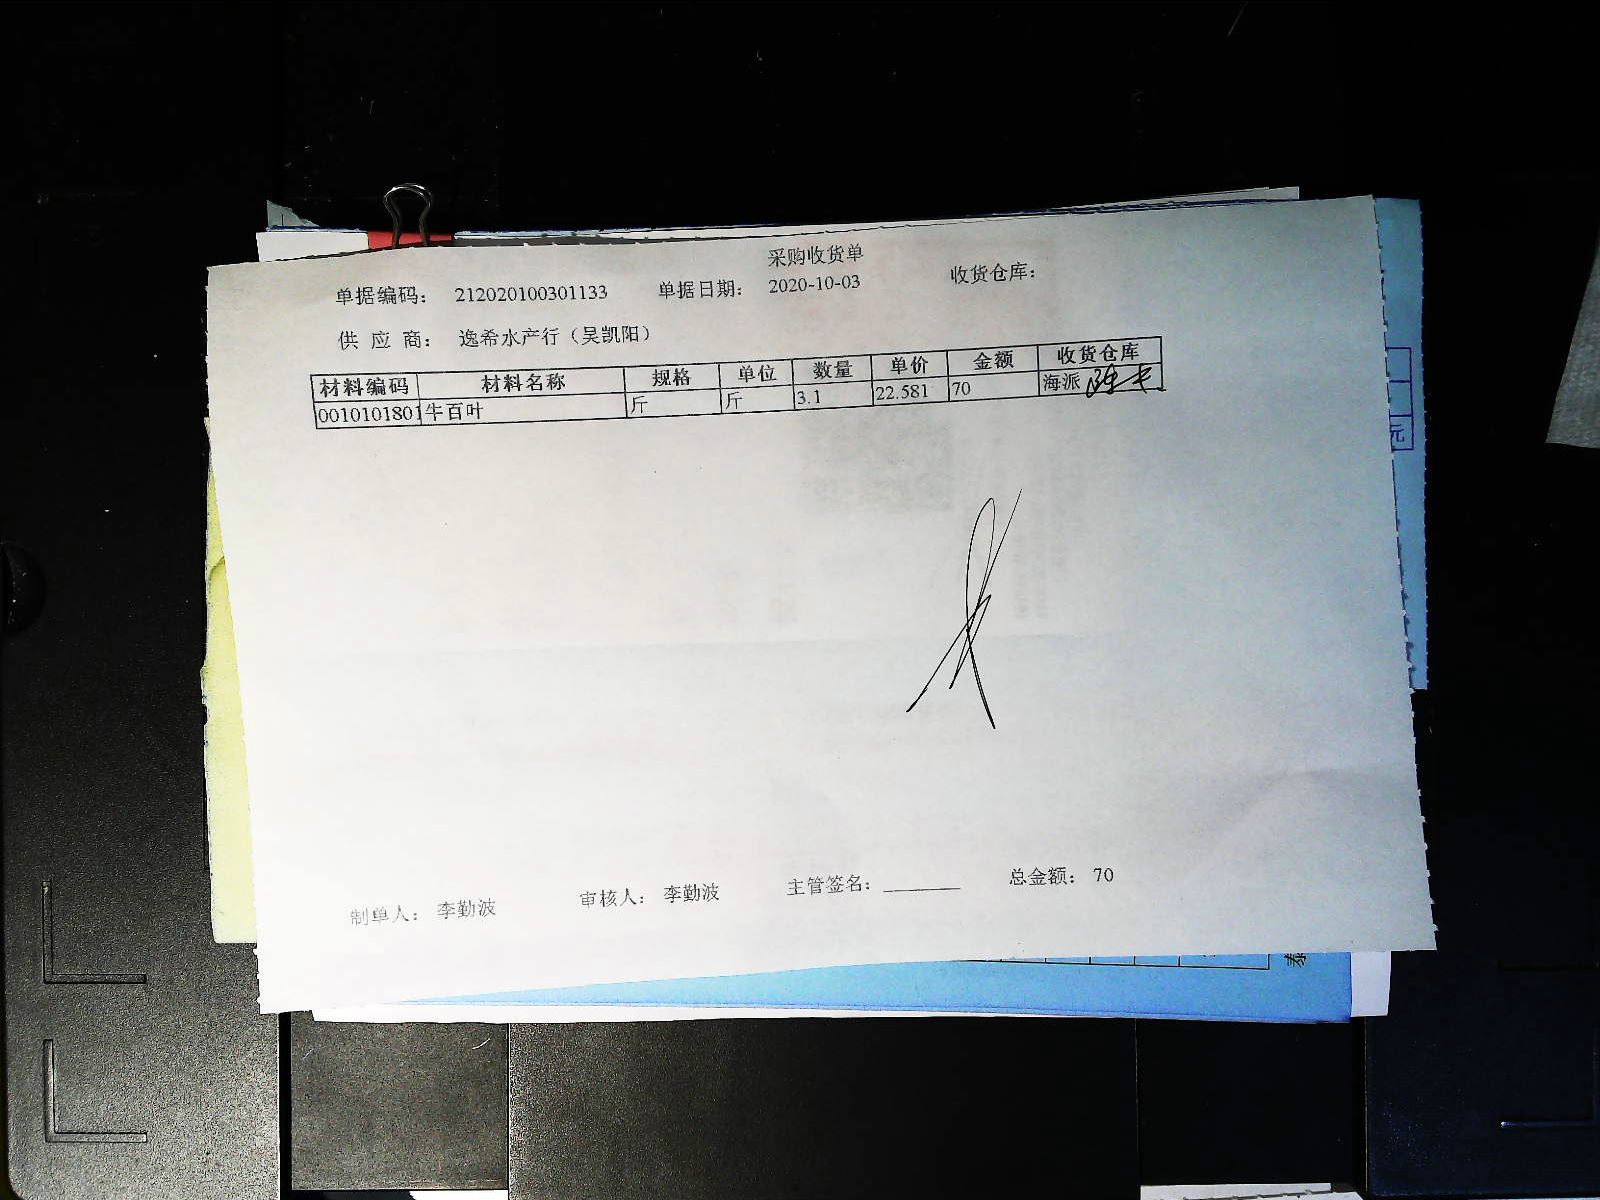 采购收货单
单据编码： 212020100301133 单据日期： 2020-10-03 收货仓库：
供 应 商： 逸希水产行（吴凯阳）
材料编码 材料名称 规格 单位 数量 单价 金额 收货仓库
0010101801 牛百叶 斤 斤 3.1 22.581 70 海派
元
制单人： 李勤波 审核人： 李勤波 主管签名：_______ 总金额： 70
泰